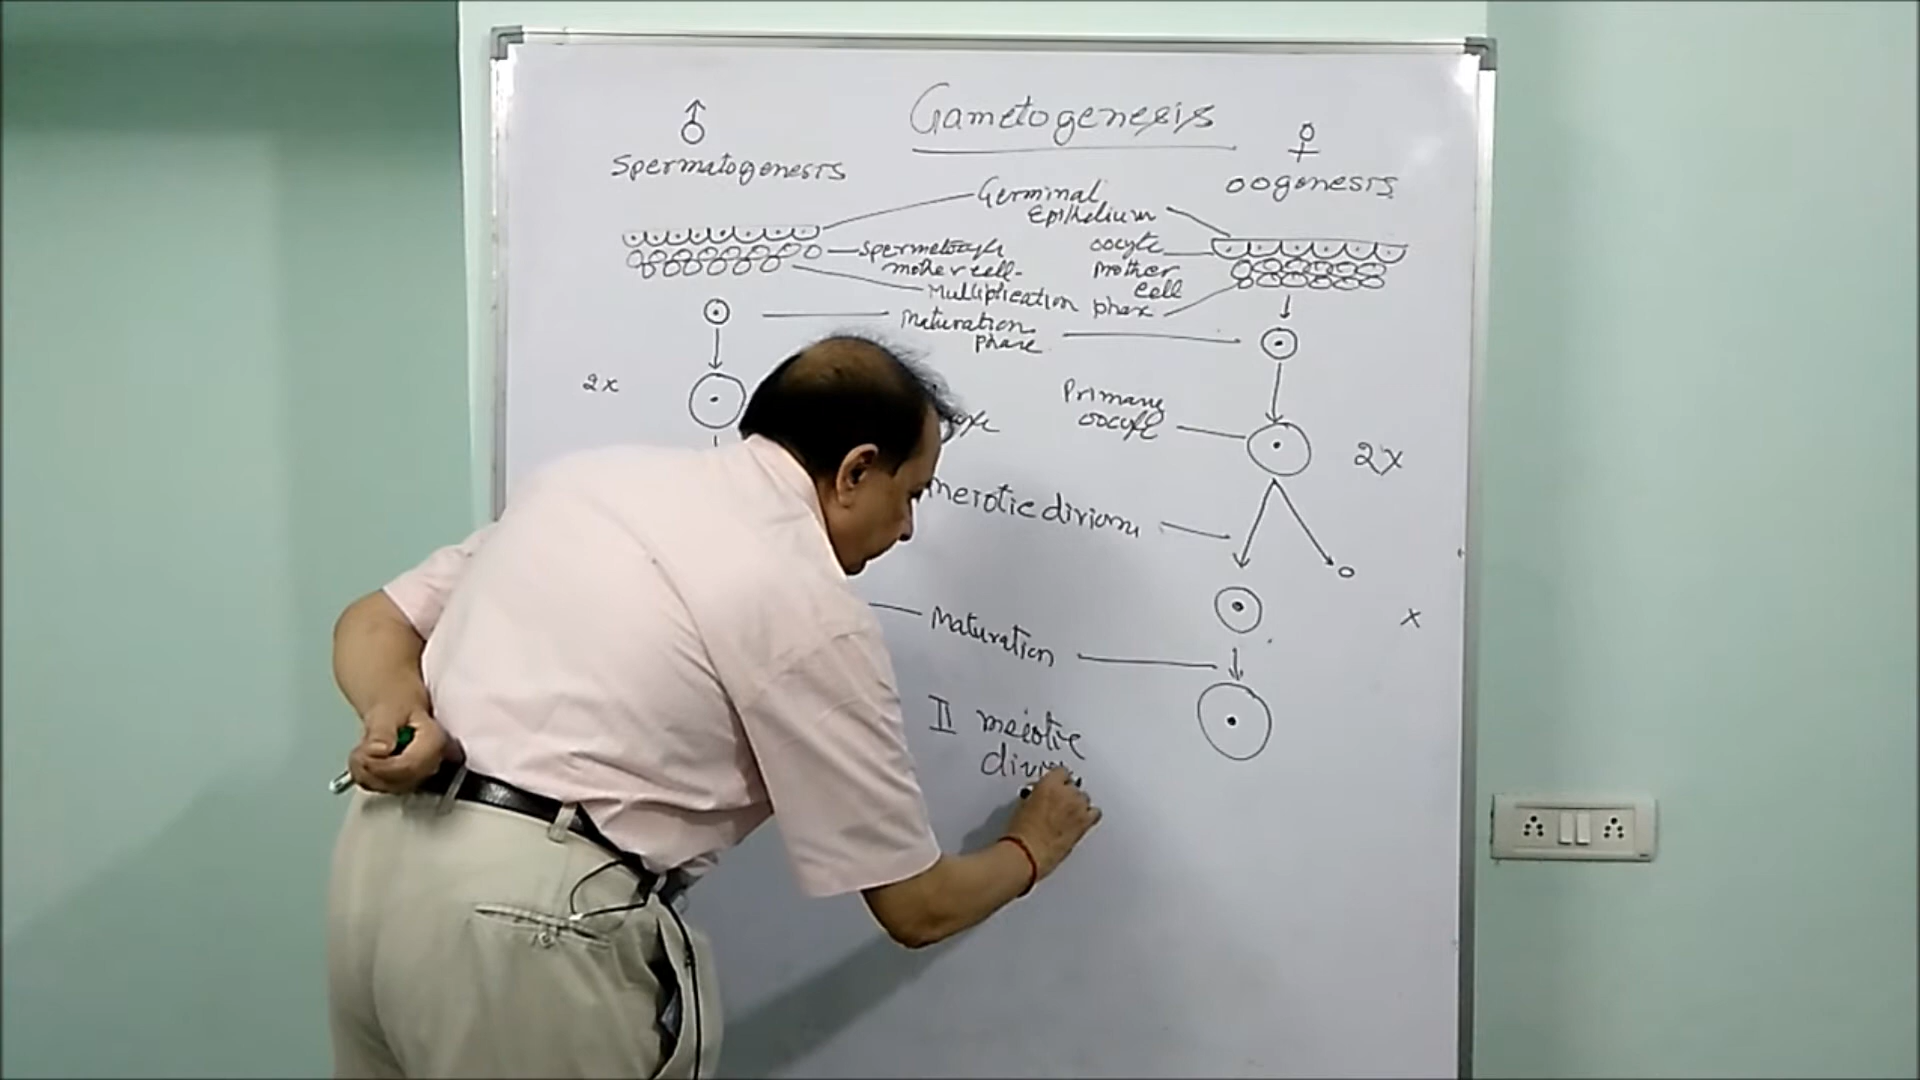 Gametogenesis
♂
Spermatogenesis
♀
oogenesis
Germinal
Epithelium
spermetocyte
mother cell-
oocyte
mother
cell
Multiplication phase
Maturation
phase
2x
Primary
oocyte
2x
meiotic division
x
Maturation
II meiotic